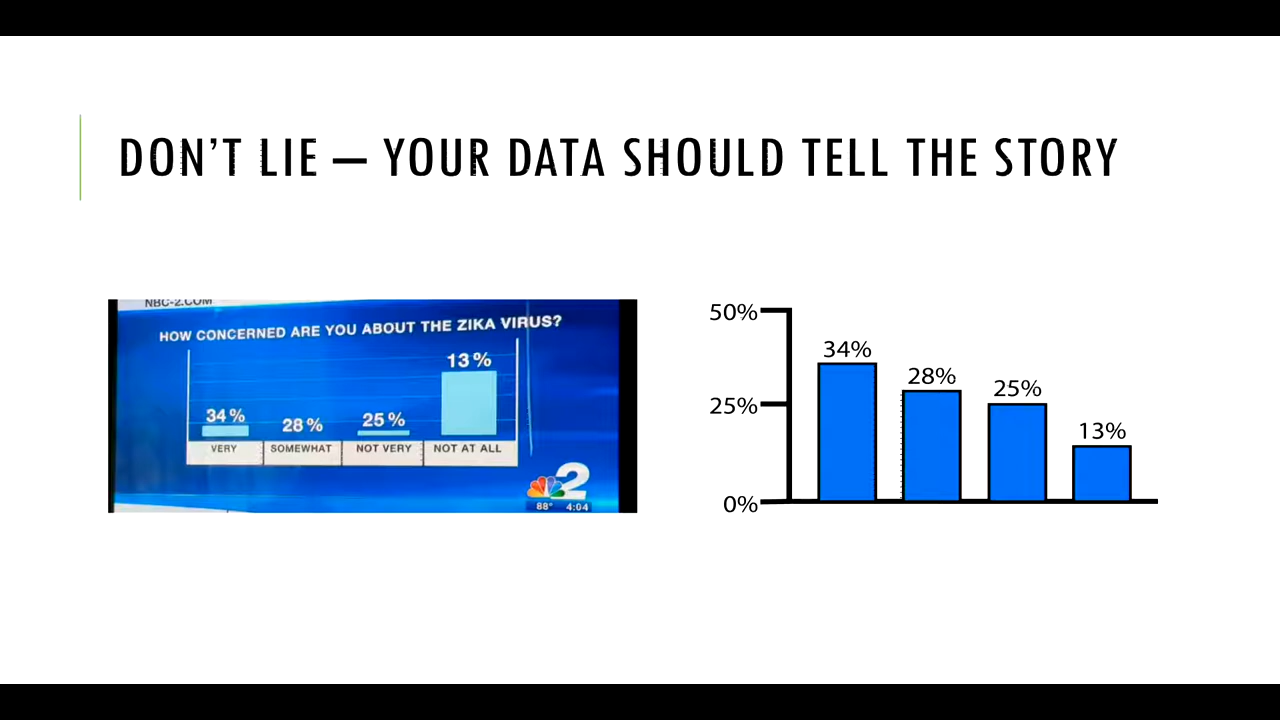 DON'T LIE — YOUR DATA SHOULD TELL THE STORY
NBC-2.COM
HOW CONCERNED ARE YOU ABOUT THE ZIKA VIRUS?
34% 28% 25% 13%
VERY SOMEWHAT NOT VERY NOT AT ALL
2
88° 4:04
50%
34%
28%
25%
25%
13%
0%